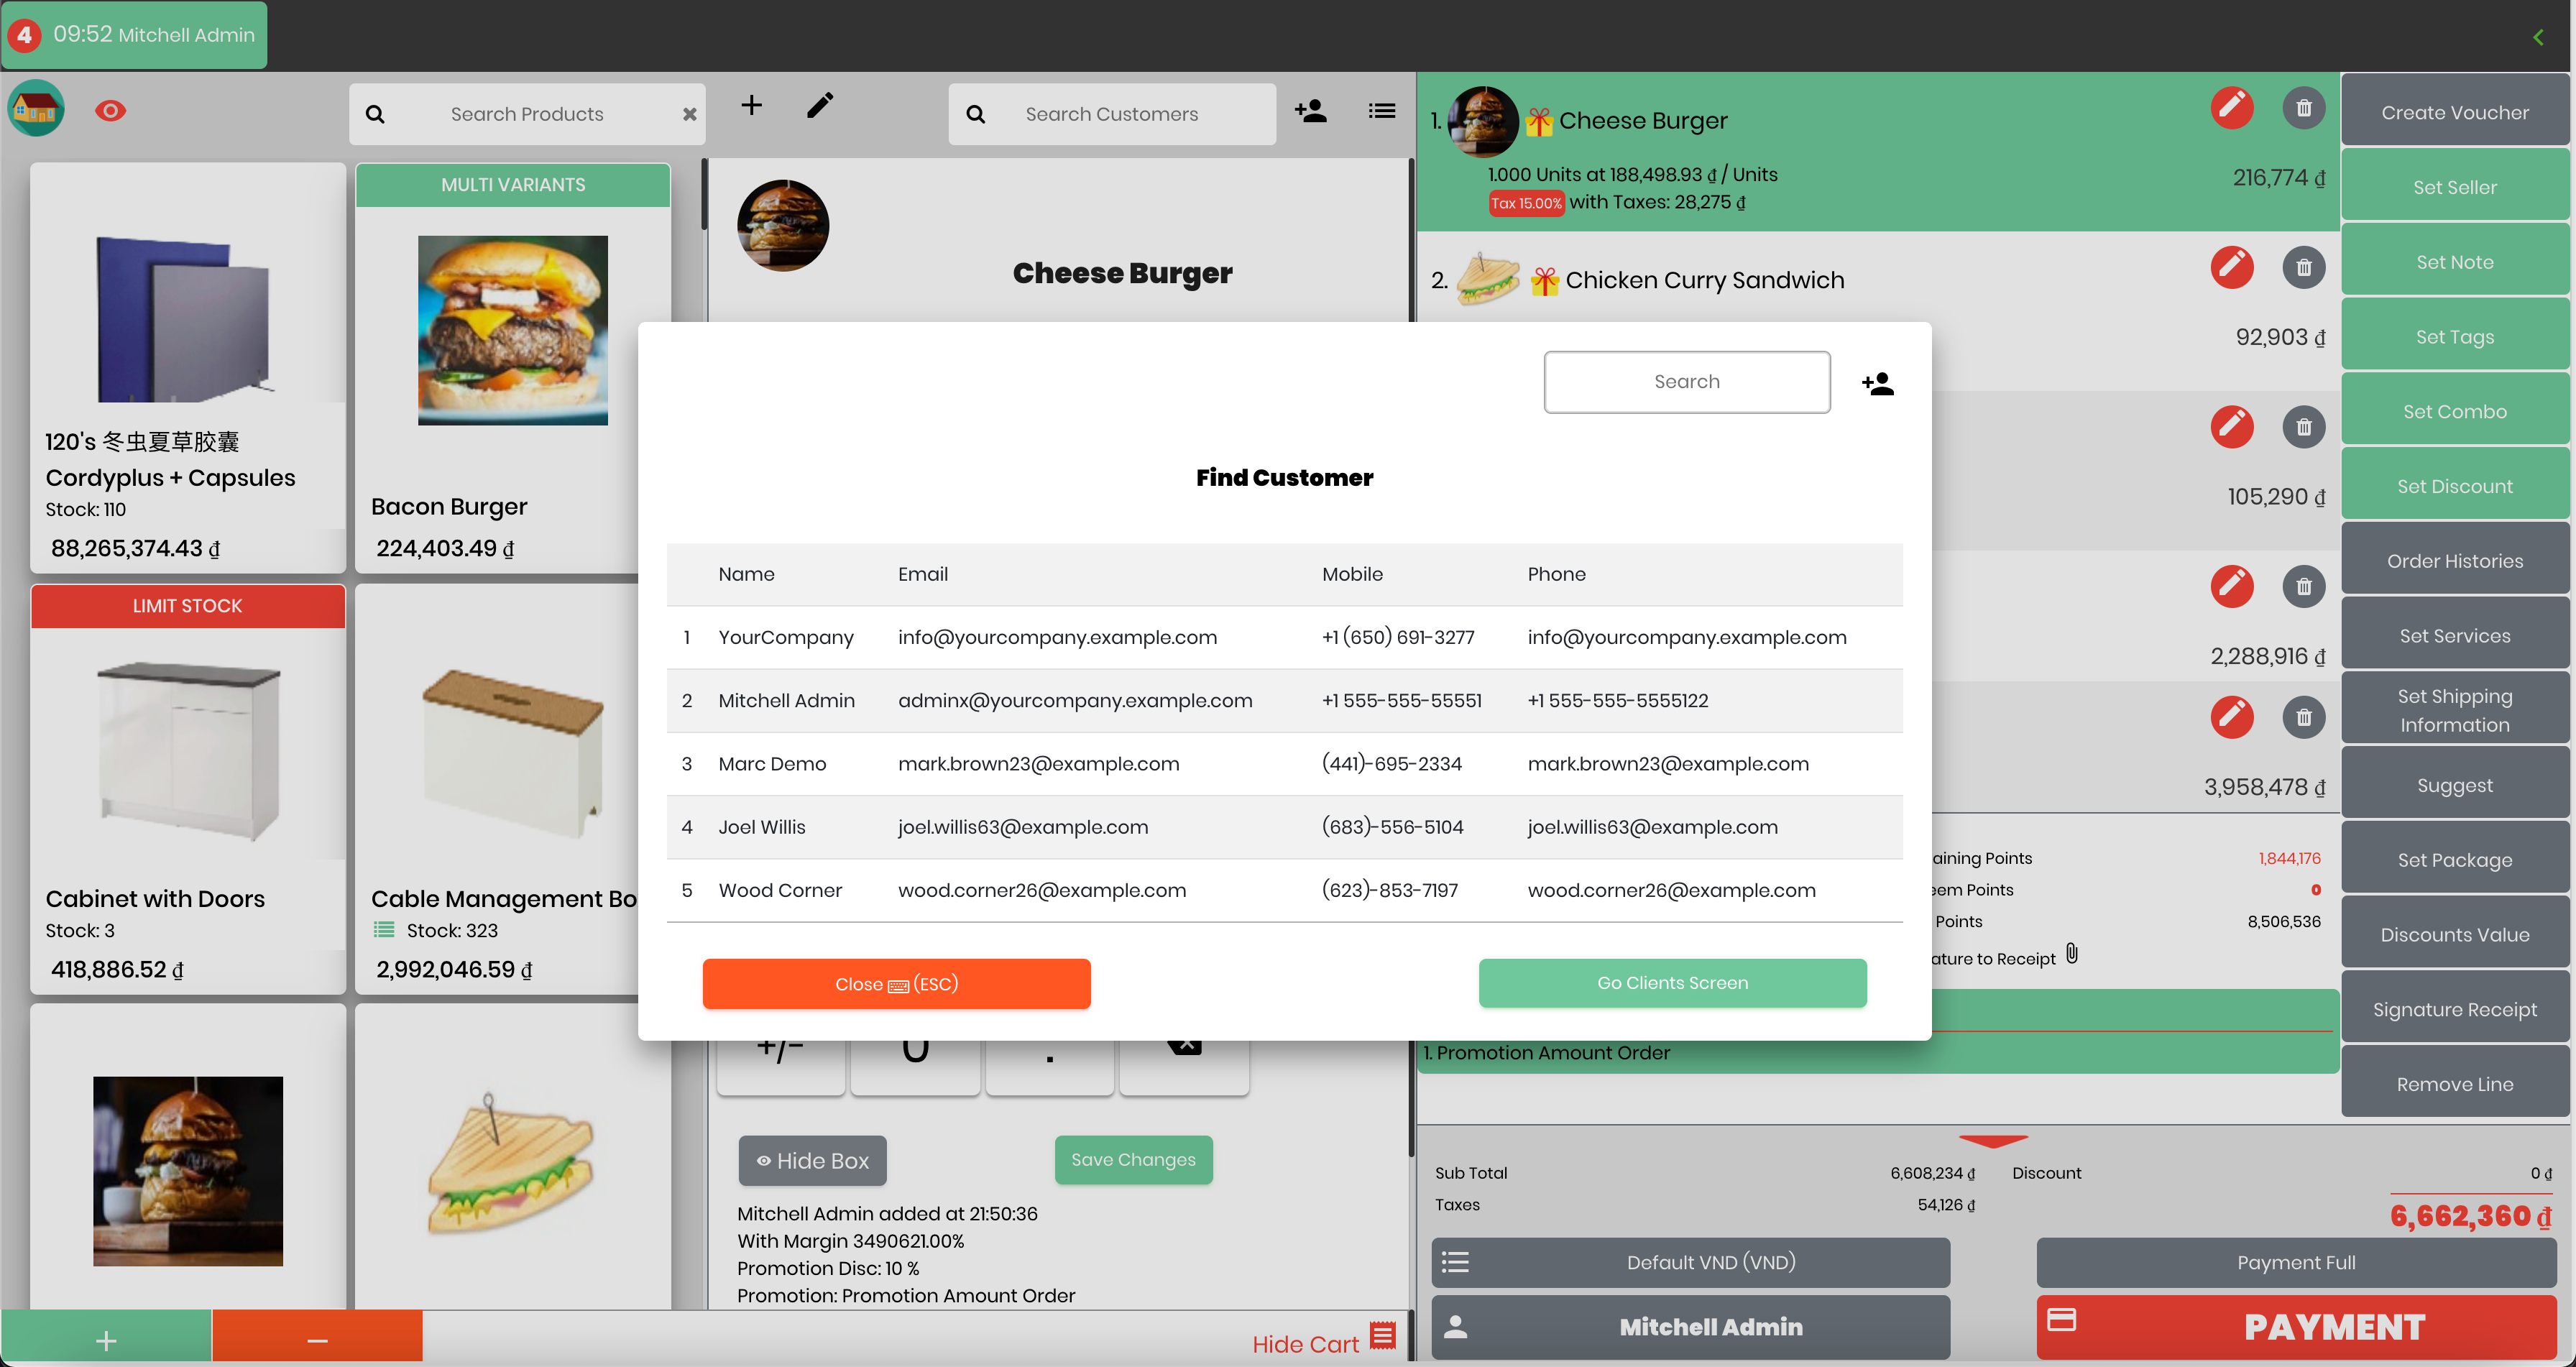 4 09:52 Mitchell Admin
Search Products
Search Customers
120's 冬虫夏草胶囊
Cordyplus + Capsules
Stock: 110
88,265,374.43 ₫
MULTI VARIANTS
Bacon Burger
224,403.49 ₫
LIMIT STOCK
Cabinet with Doors
Stock: 3
418,886.52 ₫
Cable Management Bo
Stock: 323
2,992,046.59 ₫
+
−
Cheese Burger
Search
Find Customer
Name Email Mobile Phone
1 YourCompany info@yourcompany.example.com +1 (650) 691-3277 info@yourcompany.example.com
2 Mitchell Admin adminx@yourcompany.example.com +1 555-555-55551 +1 555-555-5555122
3 Marc Demo mark.brown23@example.com (441)-695-2334 mark.brown23@example.com
4 Joel Willis joel.willis63@example.com (683)-556-5104 joel.willis63@example.com
5 Wood Corner wood.corner26@example.com (623)-853-7197 wood.corner26@example.com
Close (ESC)
Go Clients Screen
+/- 0 .
Hide Box
Save Changes
Mitchell Admin added at 21:50:36
With Margin 3490621.00%
Promotion Disc: 10 %
Promotion: Promotion Amount Order
Hide Cart
1. Cheese Burger
1.000 Units at 188,498.93 ₫ / Units
216,774 ₫
Tax 15.00% with Taxes: 28,275 ₫
2. Chicken Curry Sandwich
92,903 ₫
105,290 ₫
2,288,916 ₫
3,958,478 ₫
aining Points 1,844,176
eem Points 0
Points 8,506,536
ature to Receipt
1. Promotion Amount Order
Sub Total 6,608,234 ₫ Discount 0 ₫
Taxes 54,126 ₫
6,662,360 ₫
Default VND (VND)
Payment Full
Mitchell Admin
PAYMENT
Create Voucher
Set Seller
Set Note
Set Tags
Set Combo
Set Discount
Order Histories
Set Services
Set Shipping
Information
Suggest
Set Package
Discounts Value
Signature Receipt
Remove Line